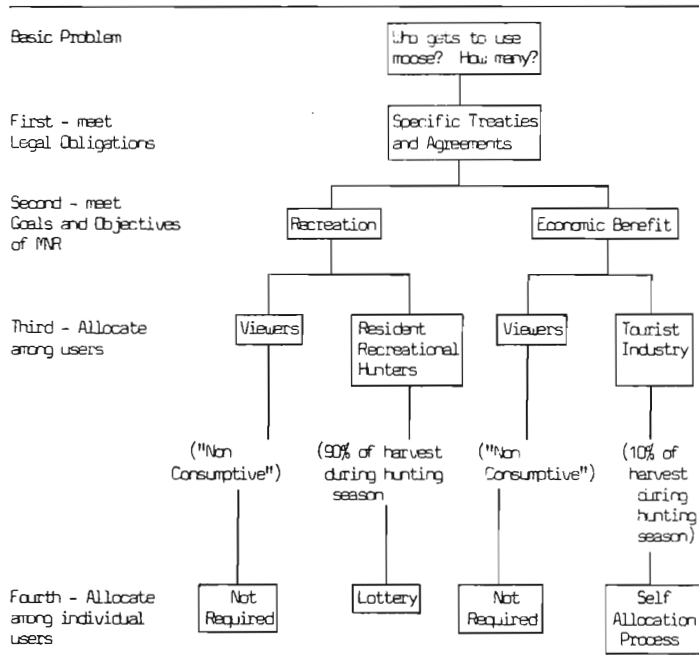 Basic Problem
Who gets to use
moose? How many?
First - meet
Legal Obligations
Specific Treaties
and Agreements
Second - meet
Goals and Objectives
of MNR
Recreation
Economic Benefit
Third - Allocate
among users
Viewers
Resident
Recreational
Hunters
Viewers
Tourist
Industry
("Non
Consumptive")
(90% of harvest
during hunting
season
("Non
Consumptive")
(10% of
harvest
during
hunting
season)
Fourth - Allocate
among individual
users
Not
Required
Lottery
Not
Required
Self
Allocation
Process